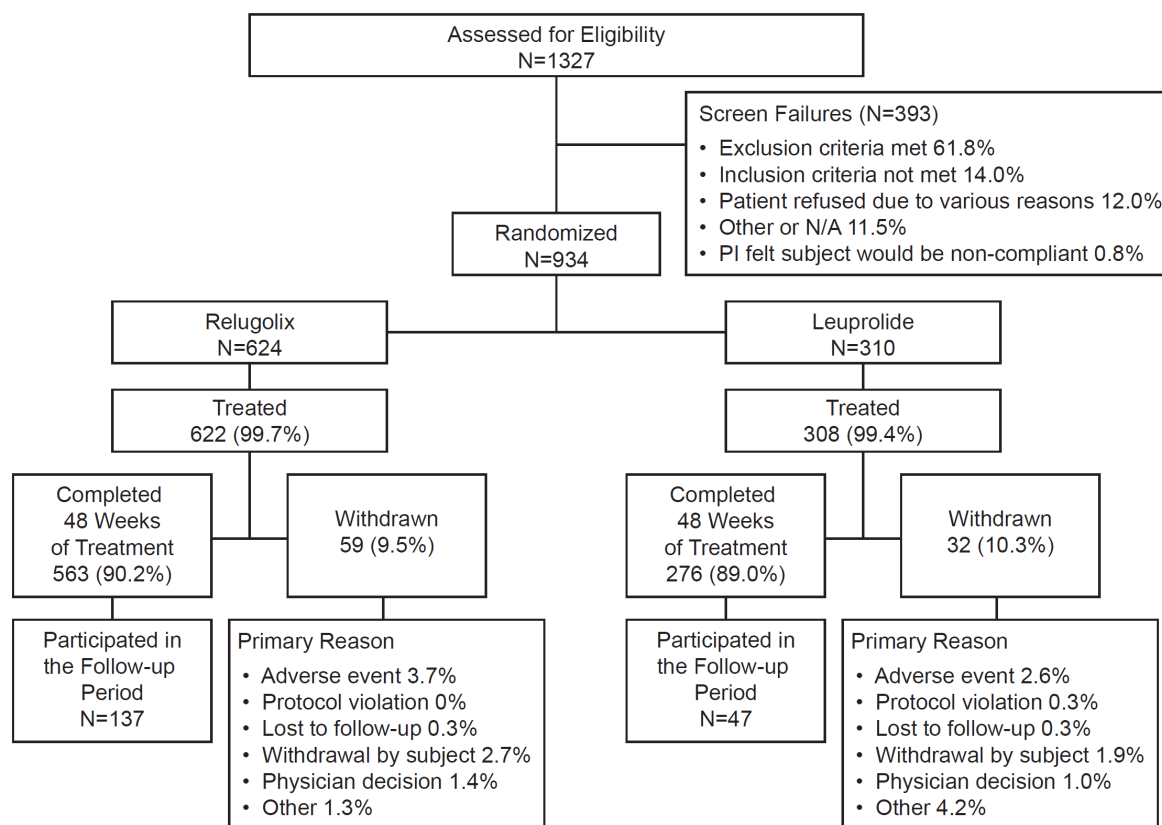 Assessed for Eligibility
N=1327
Screen Failures (N=393)
• Exclusion criteria met 61.8%
• Inclusion criteria not met 14.0%
• Patient refused due to various reasons 12.0%
• Other or N/A 11.5%
• PI felt subject would be non-compliant 0.8%
Randomized
N=934
Relugolix
N=624
Leuprolide
N=310
Treated
622 (99.7%)
Treated
308 (99.4%)
Completed
48 Weeks
of Treatment
563 (90.2%)
Withdrawn
59 (9.5%)
Completed
48 Weeks
of Treatment
276 (89.0%)
Withdrawn
32 (10.3%)
Participated in
the Follow-up
Period
N=137
Primary Reason
• Adverse event 3.7%
• Protocol violation 0%
• Lost to follow-up 0.3%
• Withdrawal by subject 2.7%
• Physician decision 1.4%
• Other 1.3%
Participated in
the Follow-up
Period
N=47
Primary Reason
• Adverse event 2.6%
• Protocol violation 0.3%
• Lost to follow-up 0.3%
• Withdrawal by subject 1.9%
• Physician decision 1.0%
• Other 4.2%